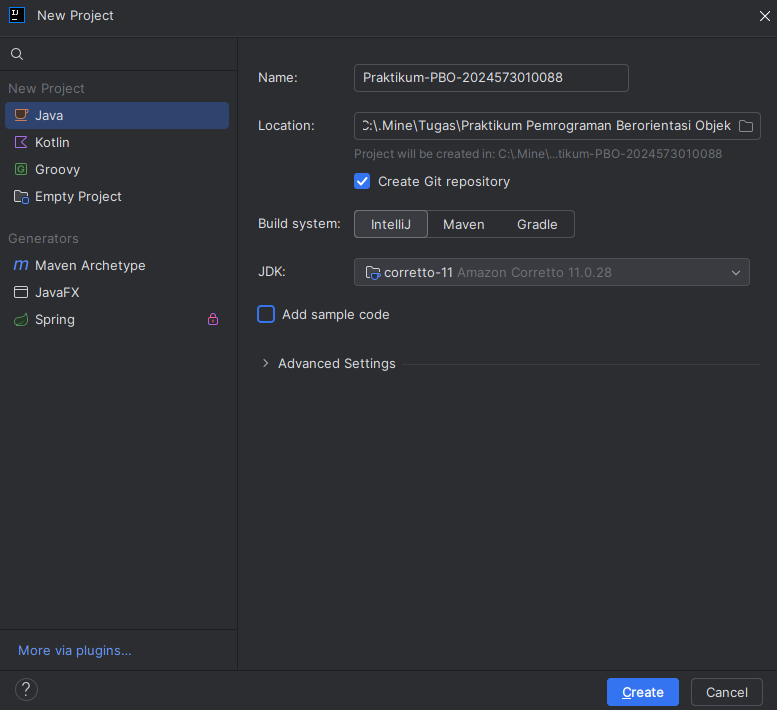 New Project
New Project
Java
Kotlin
Groovy
Empty Project
Generators
Maven Archetype
JavaFX
Spring
More via plugins...
Name: Praktikum-PBO-2024573010088
Location: C:\.Mine\Tugas\Praktikum Pemrograman Berorientasi Objek
Project will be created in: C:\.Mine\...tikum-PBO-2024573010088
Create Git repository
Build system: IntelliJ Maven Gradle
JDK: corretto-11 Amazon Corretto 11.0.28
Add sample code
Advanced Settings
?
Create Cancel